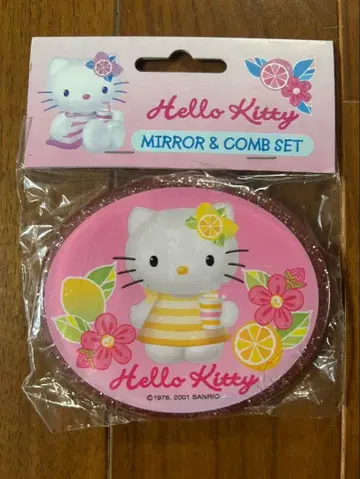 Hello Kitty
MIRROR & COMB SET
Hello Kitty
©1976, 2001 SANRIO